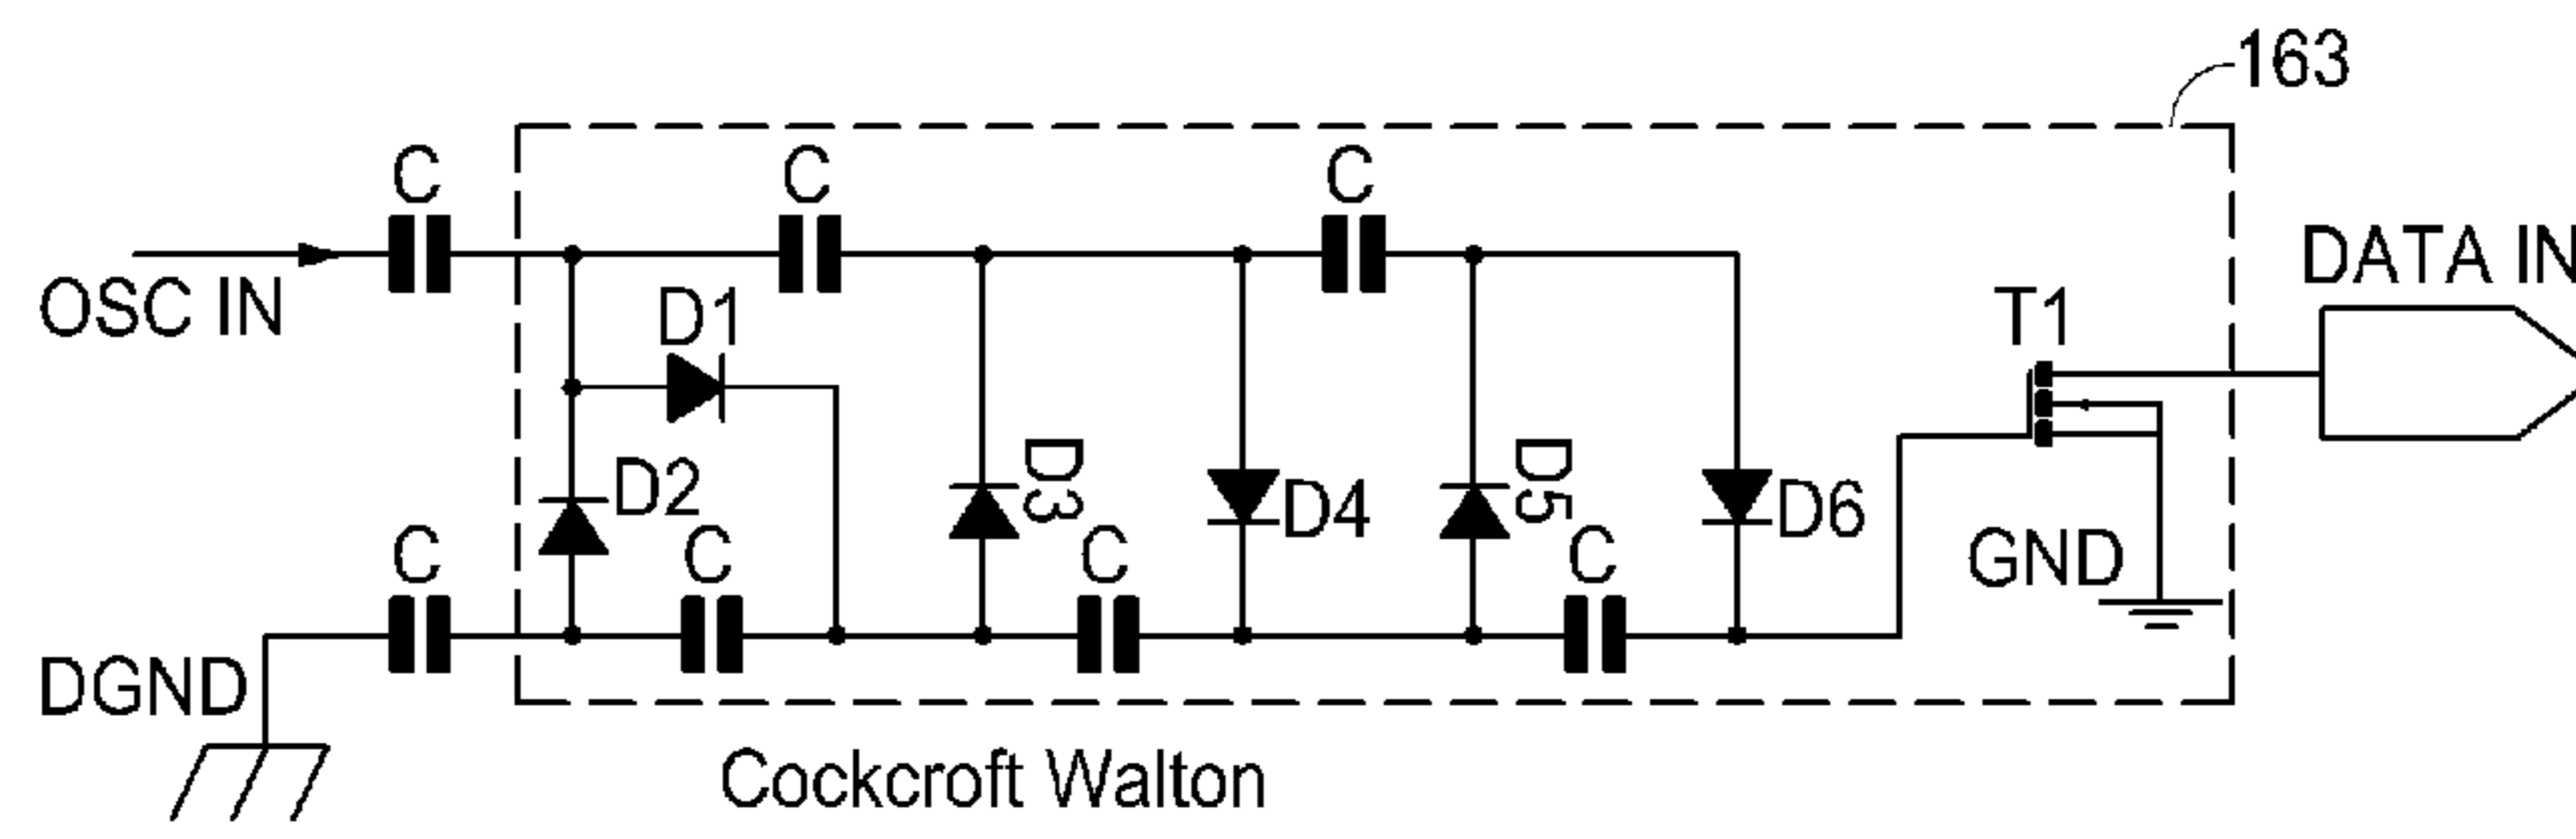 163
C
C
C
OSC IN
D1
T1
DATA IN
D2
D3
D4
D5
D6
C
C
C
C
GND
DGND
Cockcroft Walton